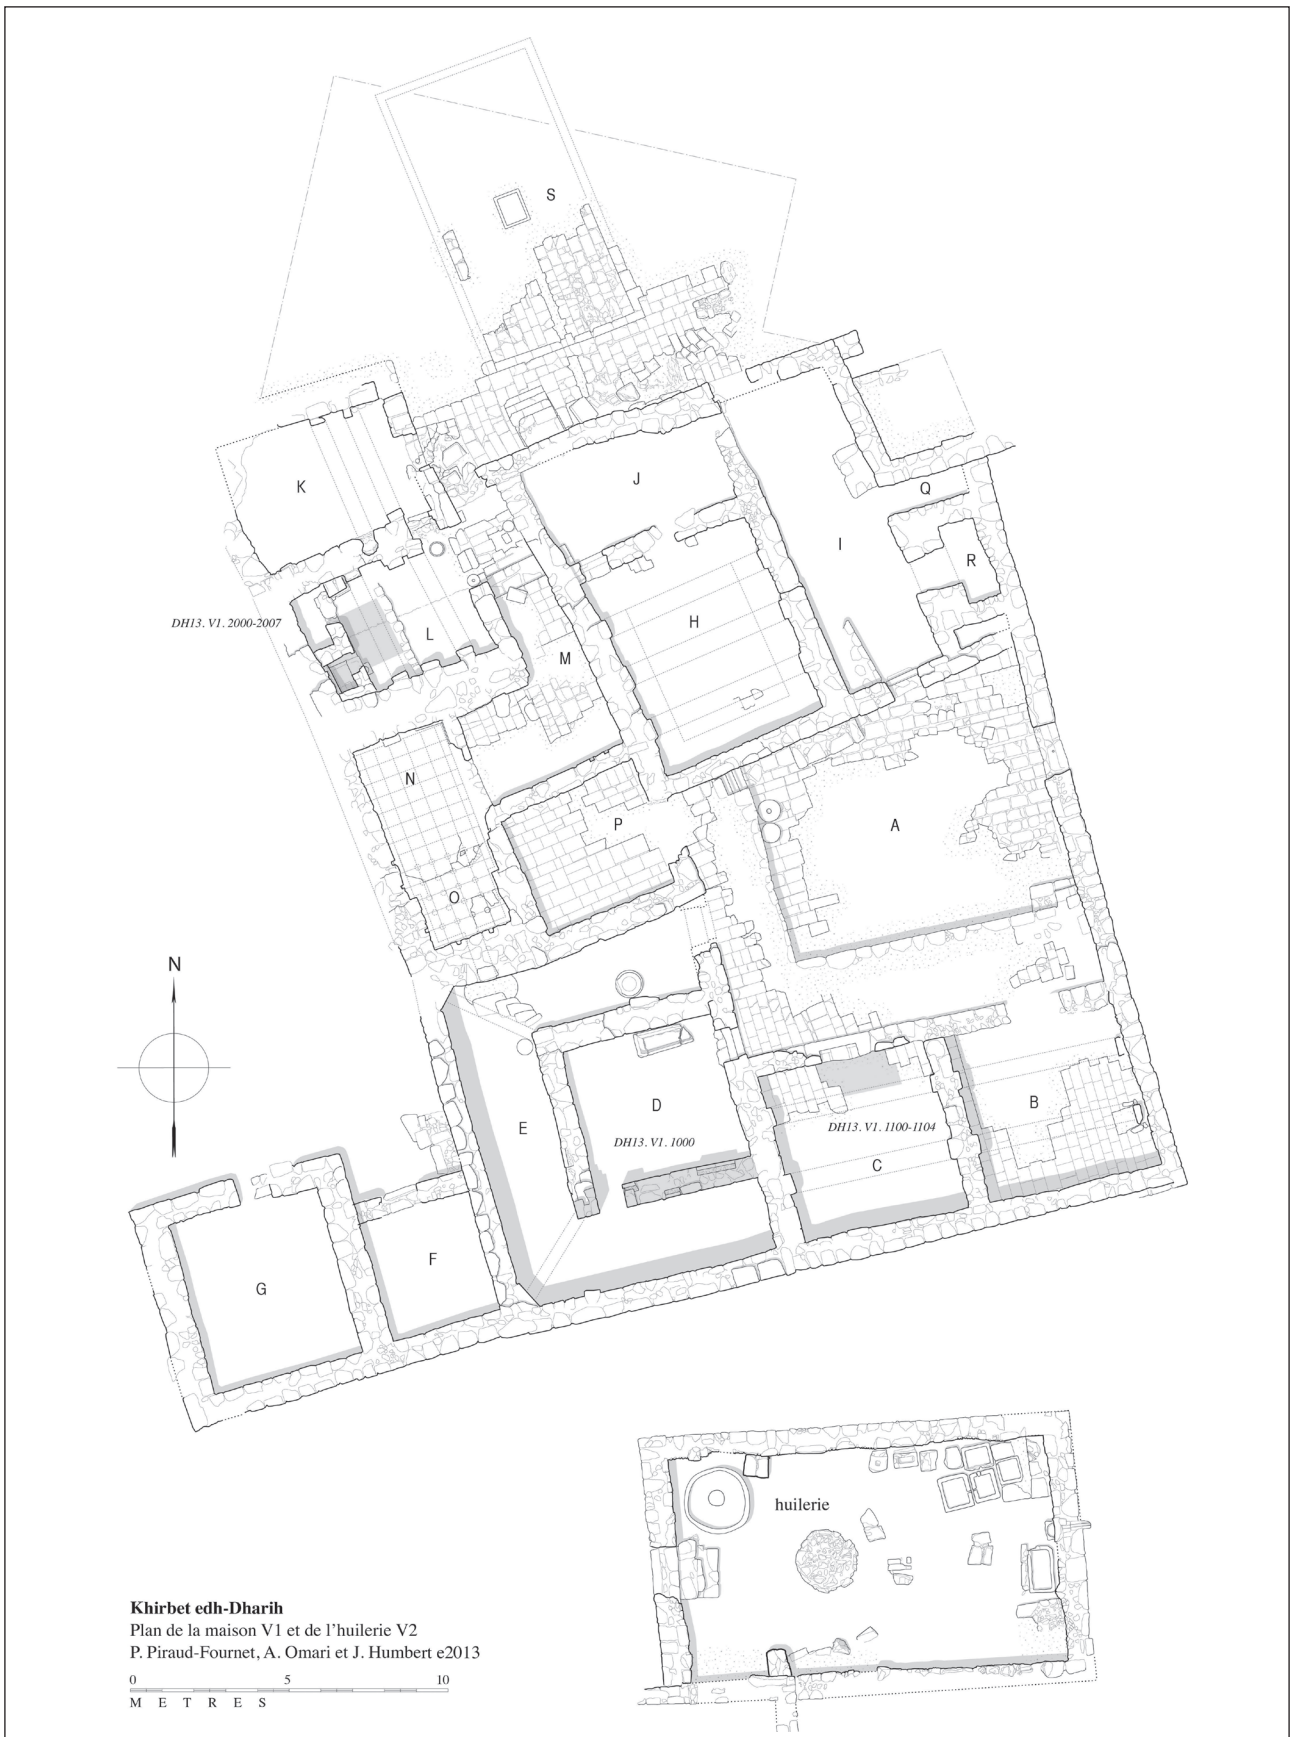 S
K
J
Q
I
R
DH13. V1. 2000-2007
H
L
M
N
P
A
O
N
D
E
B
DH13. V1. 1000
DH13. V1. 1100-1104
C
F
G
huilerie
Khirbet edh-Dharih
Plan de la maison V1 et de l'huilerie V2
P. Piraud-Fournet, A. Omari et J. Humbert e2013
0 5 10
M E T R E S